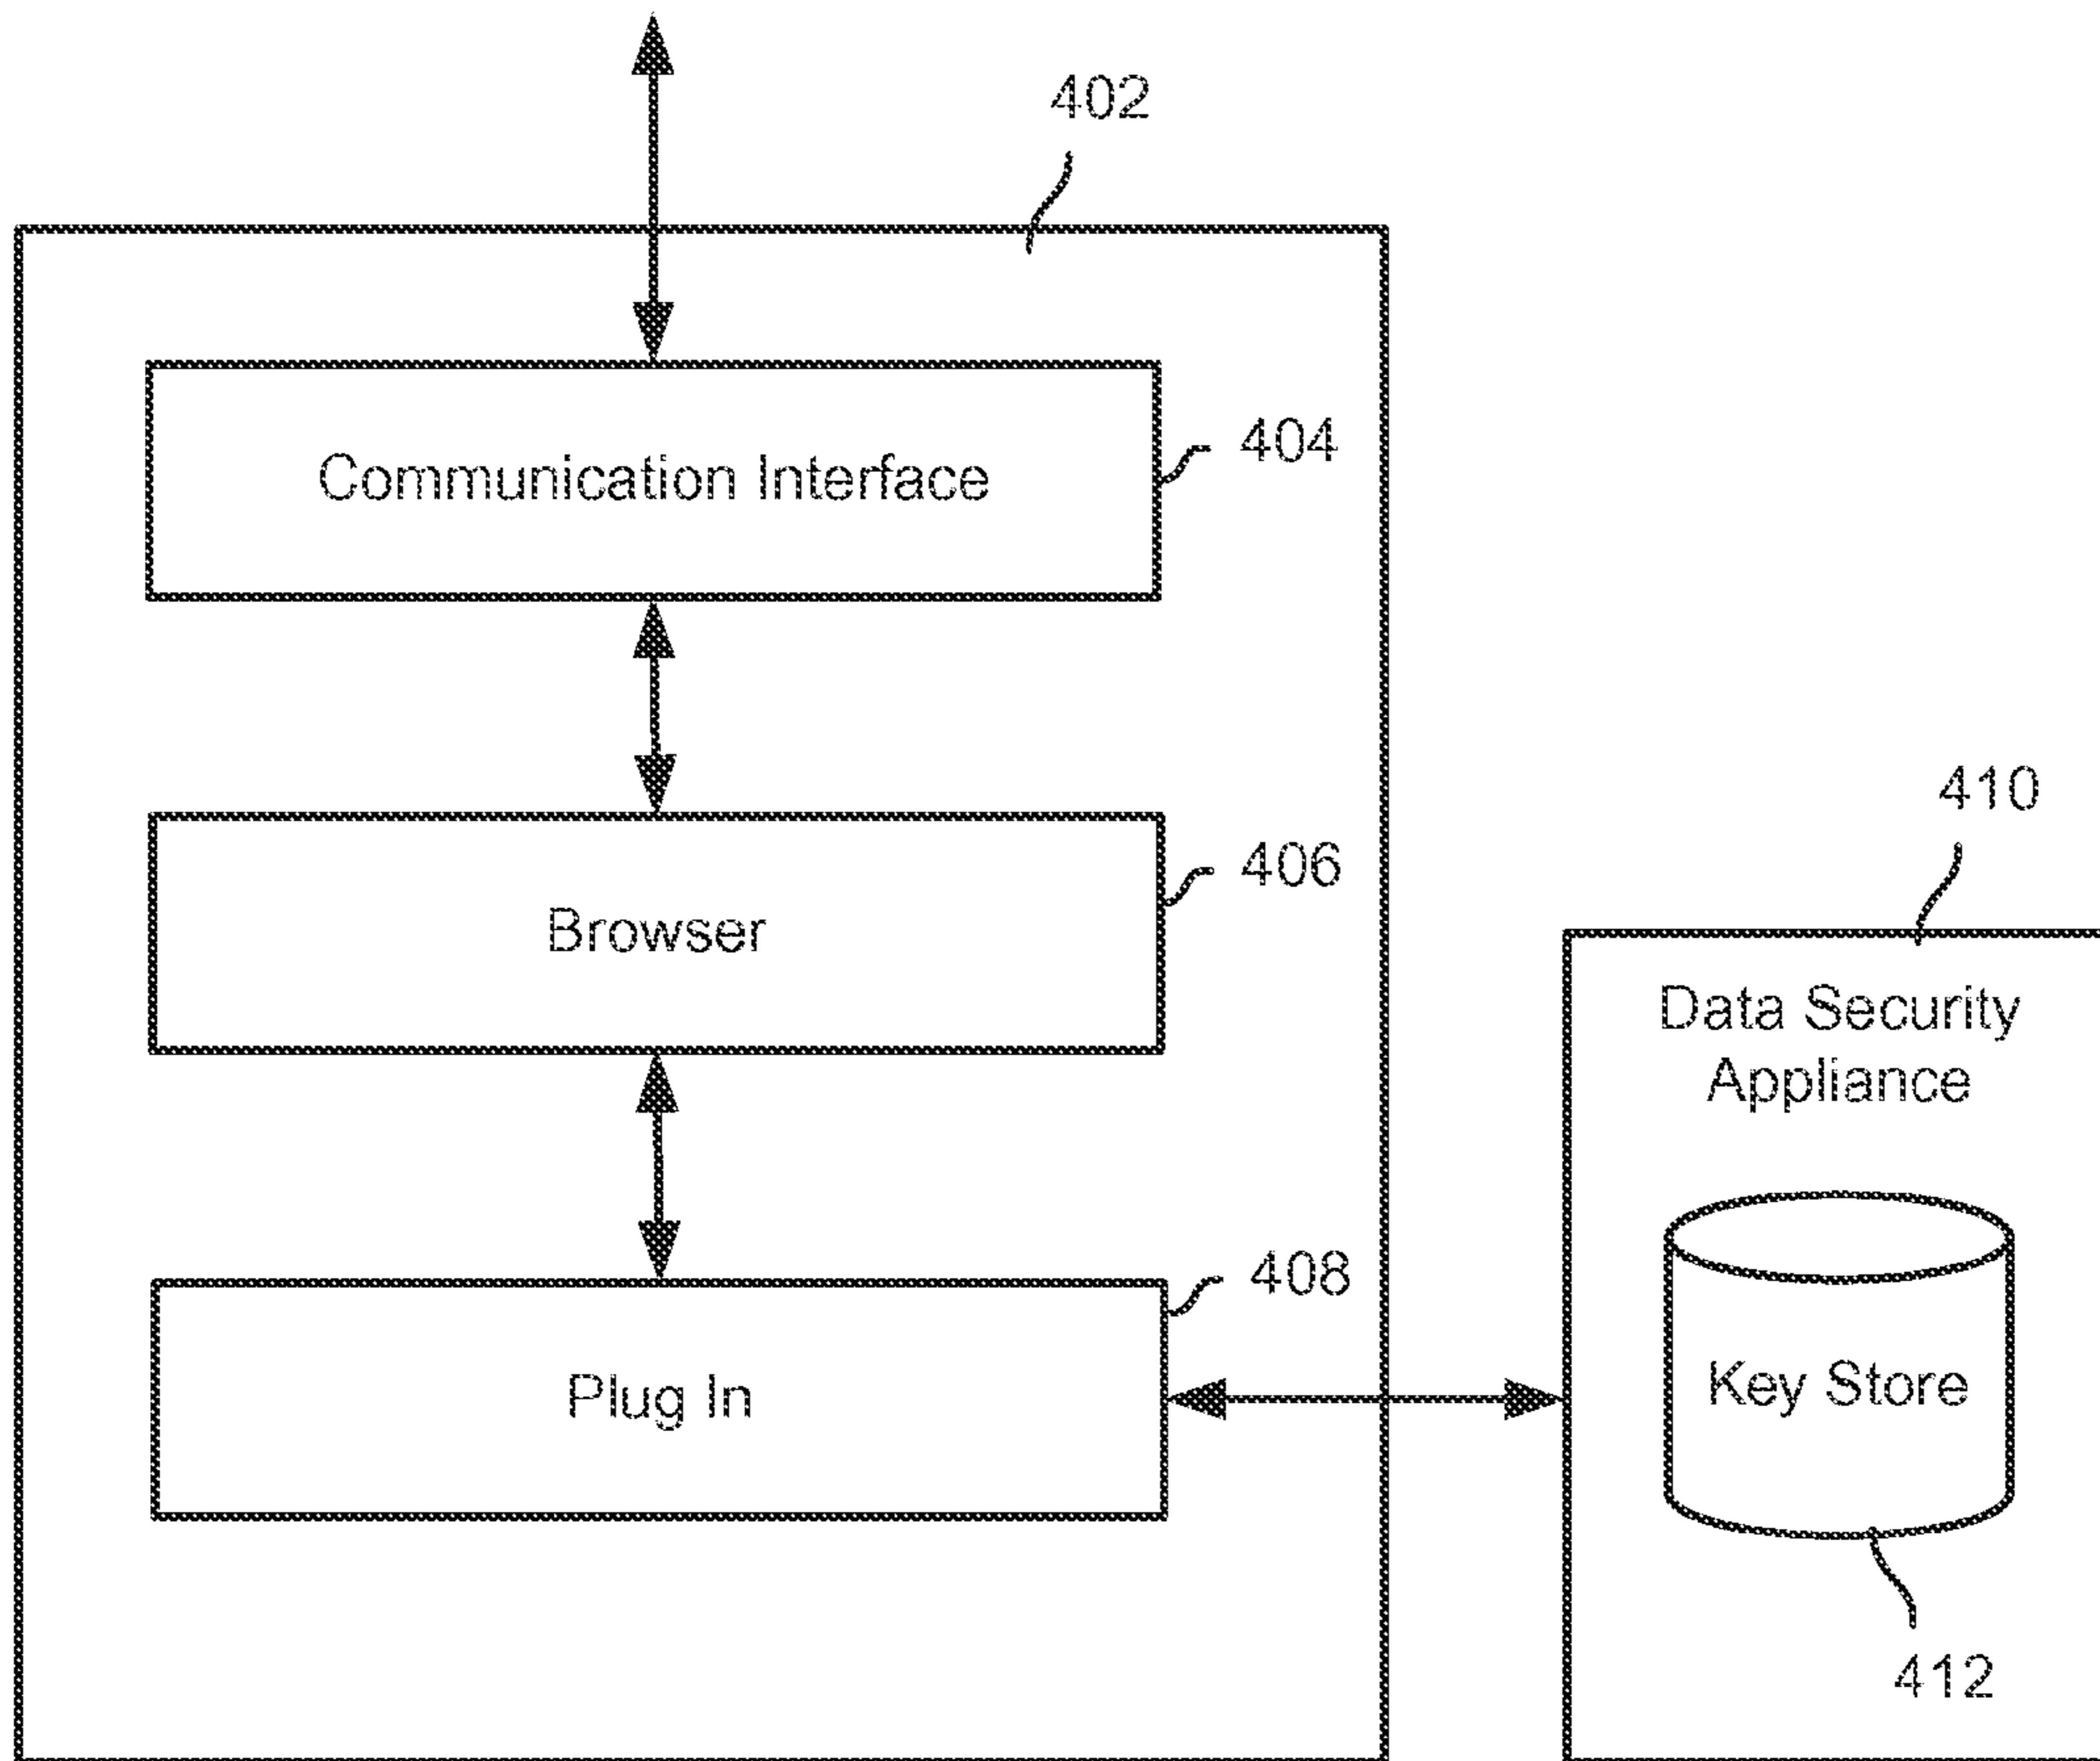 402
Communication Interface
404
Browser
406
410
Data Security
Appliance
Plug In
408
Key Store
412